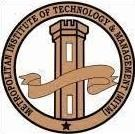 METROPOLITAN INSTITUTE OF TECHNOLOGY & MANAGEMENT (MITM)